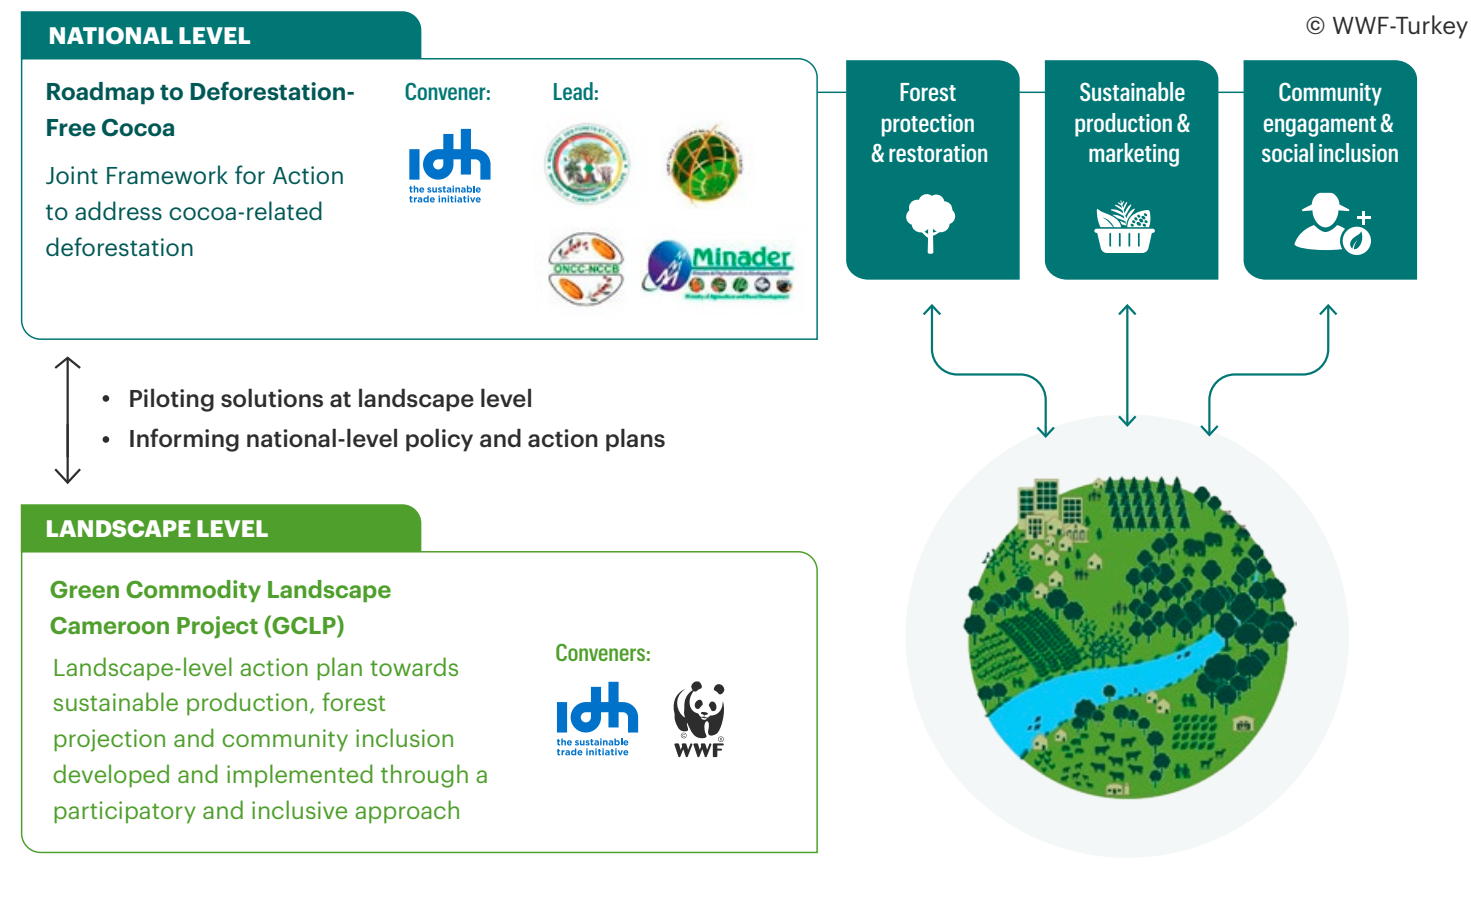 © WWF-Turkey
NATIONAL LEVEL
Roadmap to Deforestation-
Free Cocoa
Joint Framework for Action
to address cocoa-related
deforestation
Convener:
idh
the sustainable
trade initiative
Lead:
ONCC-NCCB
Minader
Forest
protection
& restoration
Sustainable
production &
marketing
Community
engagament &
social inclusion
• Piloting solutions at landscape level
• Informing national-level policy and action plans
LANDSCAPE LEVEL
Green Commodity Landscape
Cameroon Project (GCLP)
Landscape-level action plan towards
sustainable production, forest
projection and community inclusion
developed and implemented through a
participatory and inclusive approach
Conveners:
idh
the sustainable
trade initiative
©
®
WWF